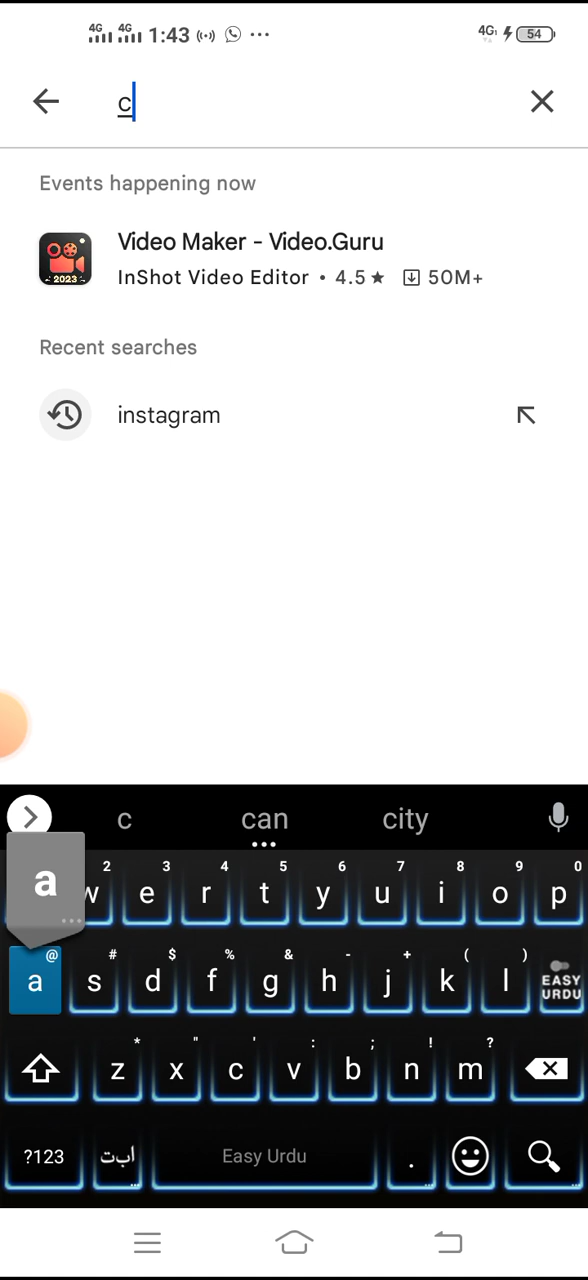 4G 4G 1:43 4G 54
c
Events happening now
Video Maker - Video.Guru
InShot Video Editor • 4.5 ★ 50M+
2023
Recent searches
instagram
c can city
a
2 3 4 5 6 7 8 9 0
w e r t y u i o p
@ # $ % & - + ( )
a s d f g h j k l EASY URDU
* " ' : ; ! ?
z x c v b n m
?123 ابت Easy Urdu .